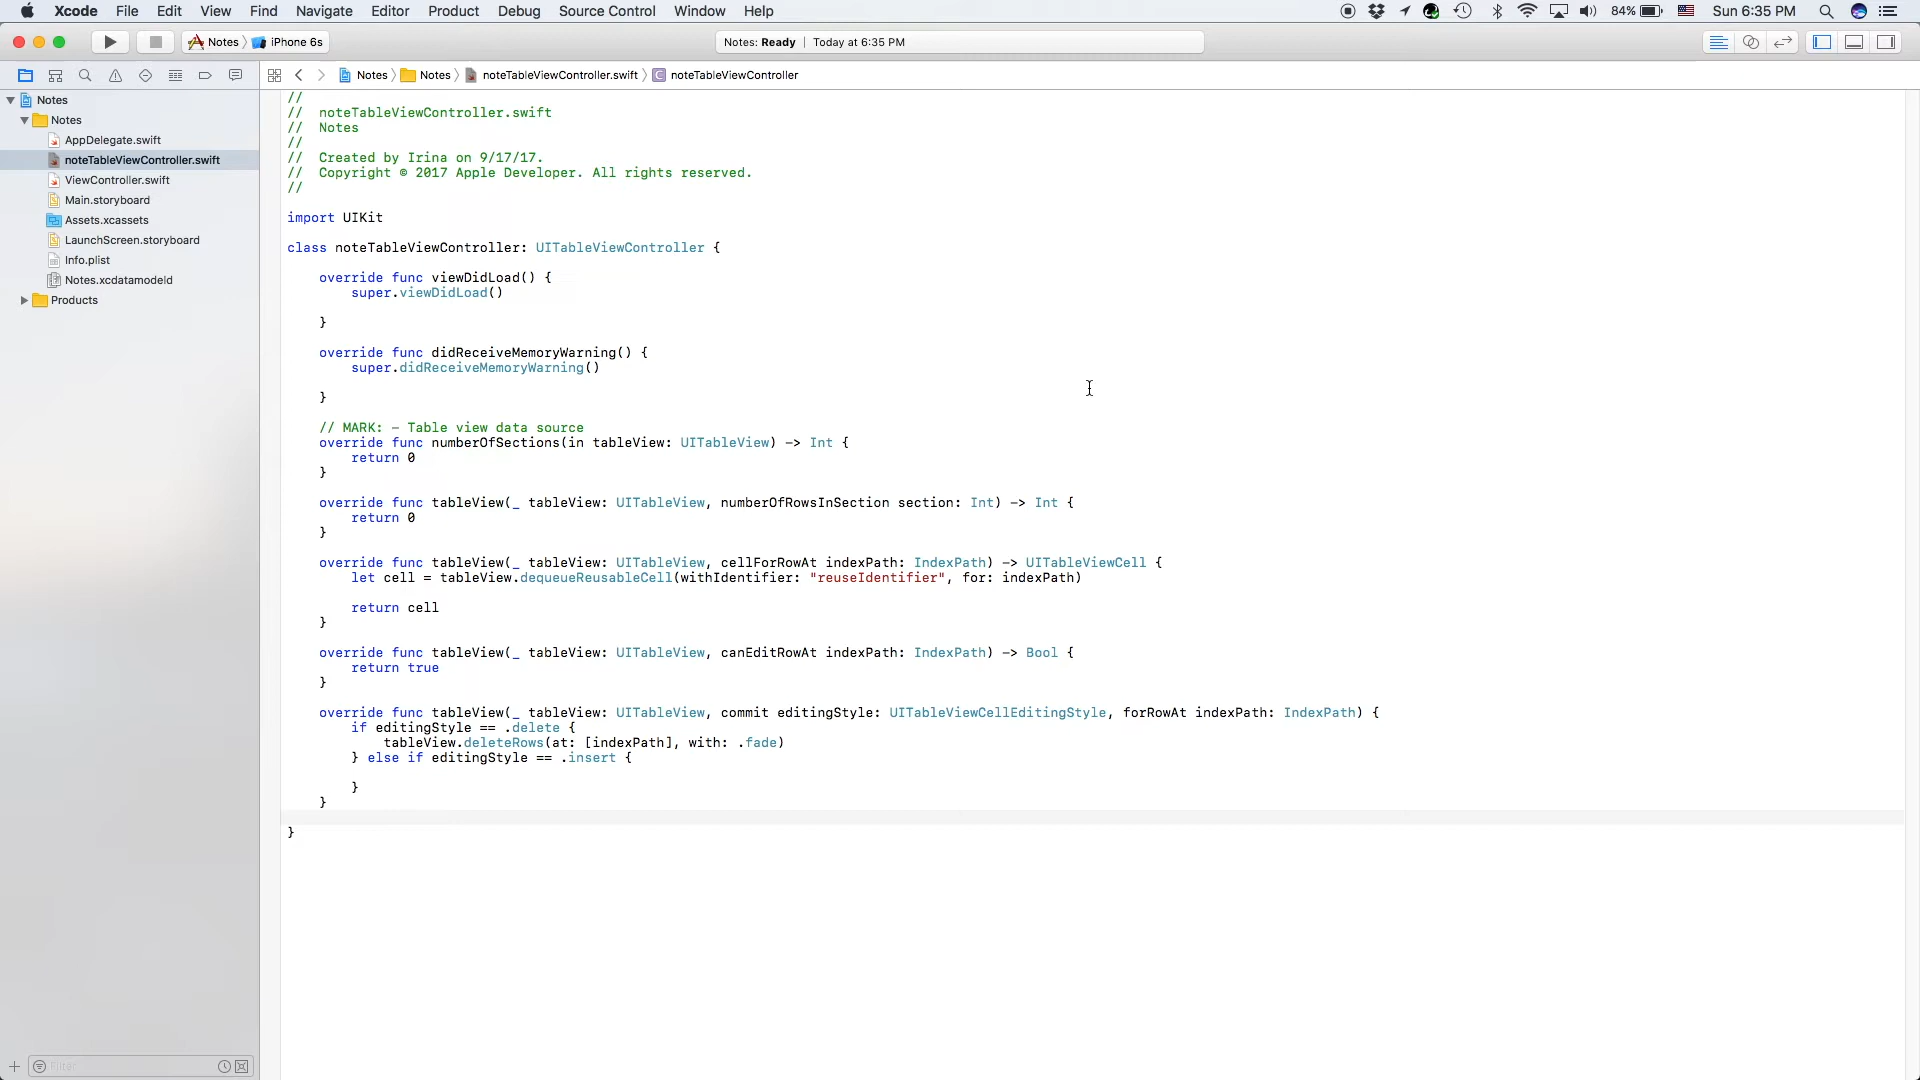 Xcode File Edit View Find Navigate Editor Product Debug Source Control Window Help 84% Sun 6:35 PM
Notes iPhone 6s Notes: Ready | Today at 6:35 PM
Notes Notes noteTableViewController.swift C noteTableViewController
Notes
Notes
AppDelegate.swift
noteTableViewController.swift
ViewController.swift
Main.storyboard
Assets.xcassets
LaunchScreen.storyboard
Info.plist
Notes.xcdatamodeld
Products
Filter
//
//  noteTableViewController.swift
//  Notes
//
//  Created by Irina on 9/17/17.
//  Copyright © 2017 Apple Developer. All rights reserved.
//
import UIKit
class noteTableViewController: UITableViewController {
    override func viewDidLoad() {
        super.viewDidLoad()
    }
    override func didReceiveMemoryWarning() {
        super.didReceiveMemoryWarning()
    }
    // MARK: - Table view data source
    override func numberOfSections(in tableView: UITableView) -> Int {
        return 0
    }
    override func tableView(_ tableView: UITableView, numberOfRowsInSection section: Int) -> Int {
        return 0
    }
    override func tableView(_ tableView: UITableView, cellForRowAt indexPath: IndexPath) -> UITableViewCell {
        let cell = tableView.dequeueReusableCell(withIdentifier: "reuseIdentifier", for: indexPath)
        return cell
    }
    override func tableView(_ tableView: UITableView, canEditRowAt indexPath: IndexPath) -> Bool {
        return true
    }
    override func tableView(_ tableView: UITableView, commit editingStyle: UITableViewCellEditingStyle, forRowAt indexPath: IndexPath) {
        if editingStyle == .delete {
            tableView.deleteRows(at: [indexPath], with: .fade)
        } else if editingStyle == .insert {
        }
    }
}